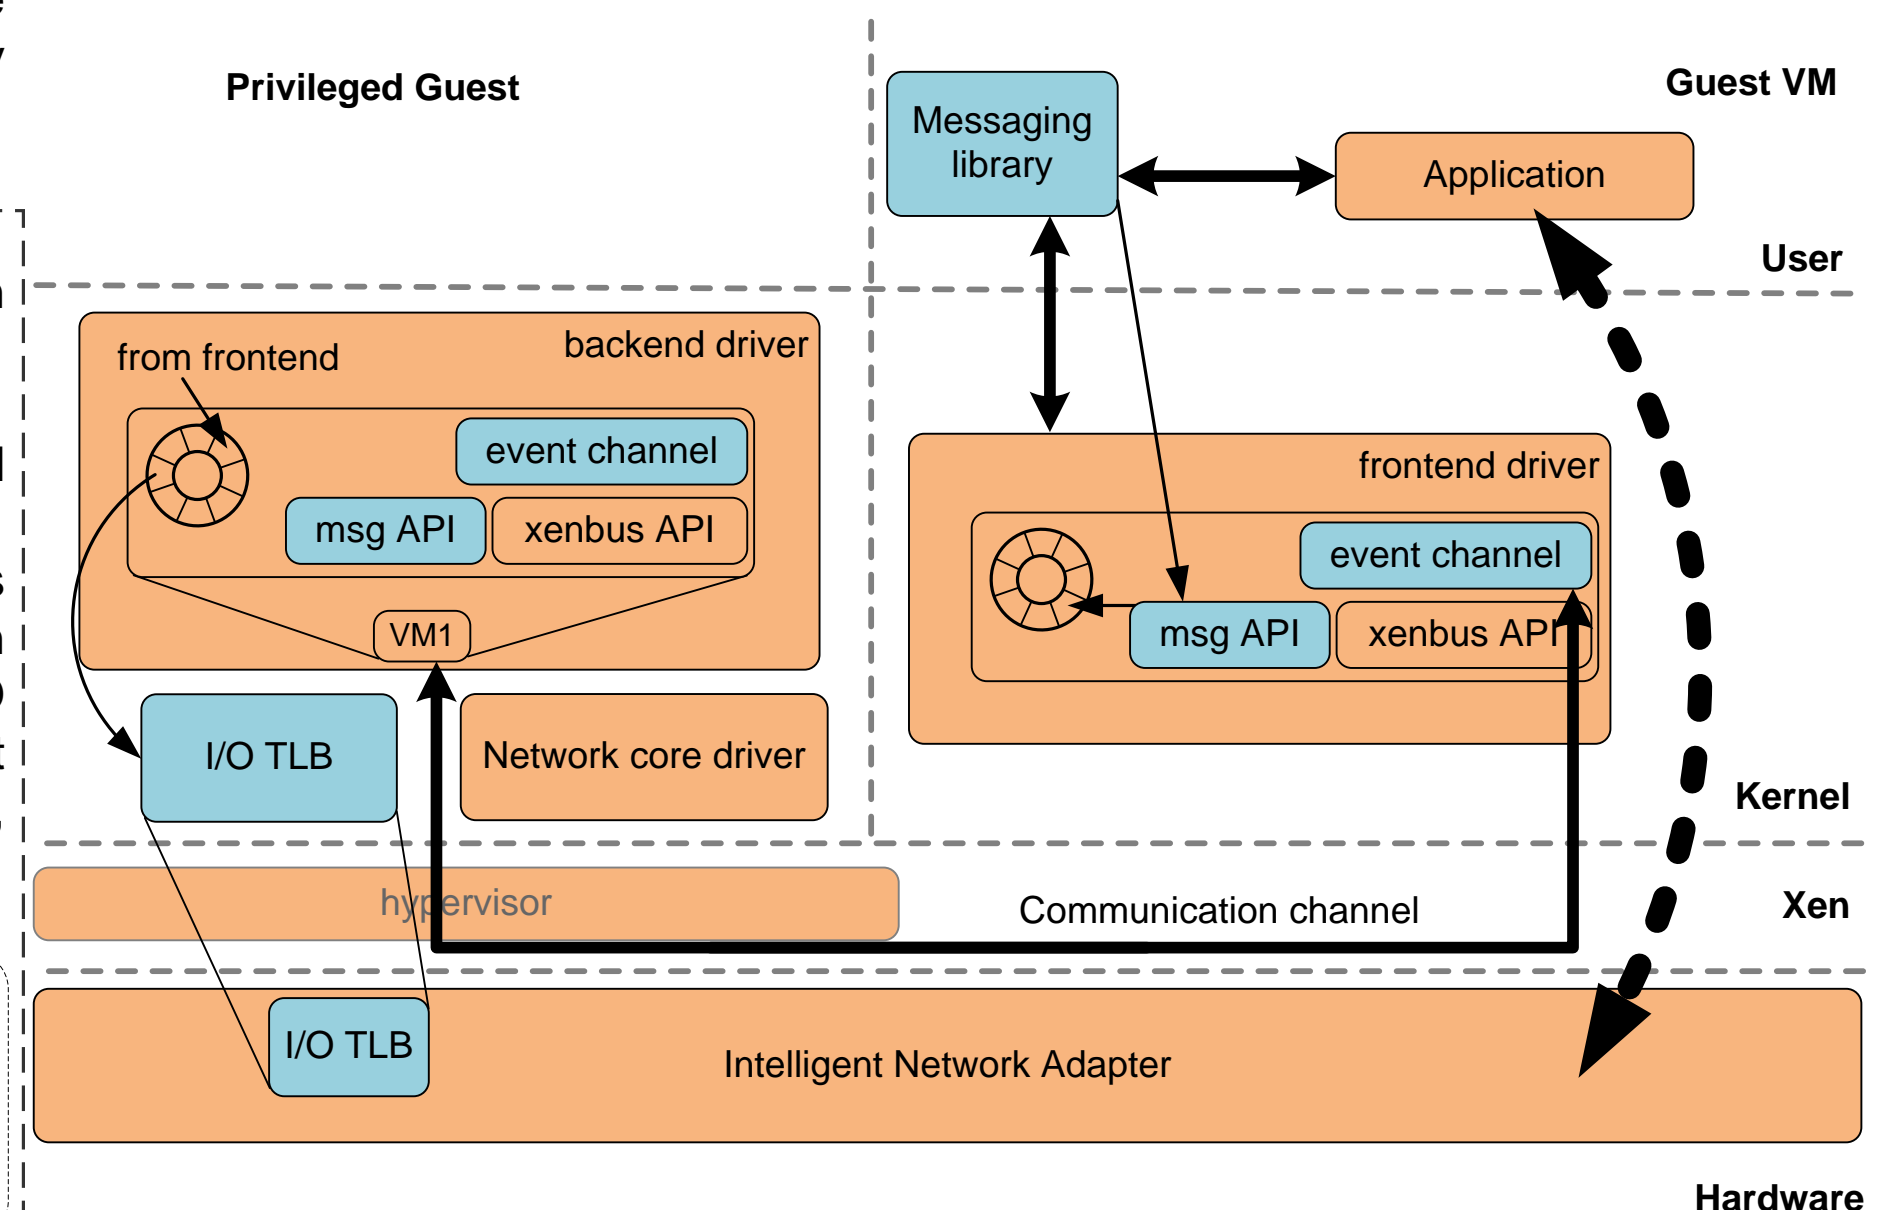 Privileged Guest
Guest VM
Messaging
library
Application
User
from frontend
backend driver
event channel
msg API
xenbus API
VM1
frontend driver
event channel
msg API
xenbus API
I/O TLB
Network core driver
Kernel
hypervisor
Communication channel
Xen
I/O TLB
Intelligent Network Adapter
Hardware